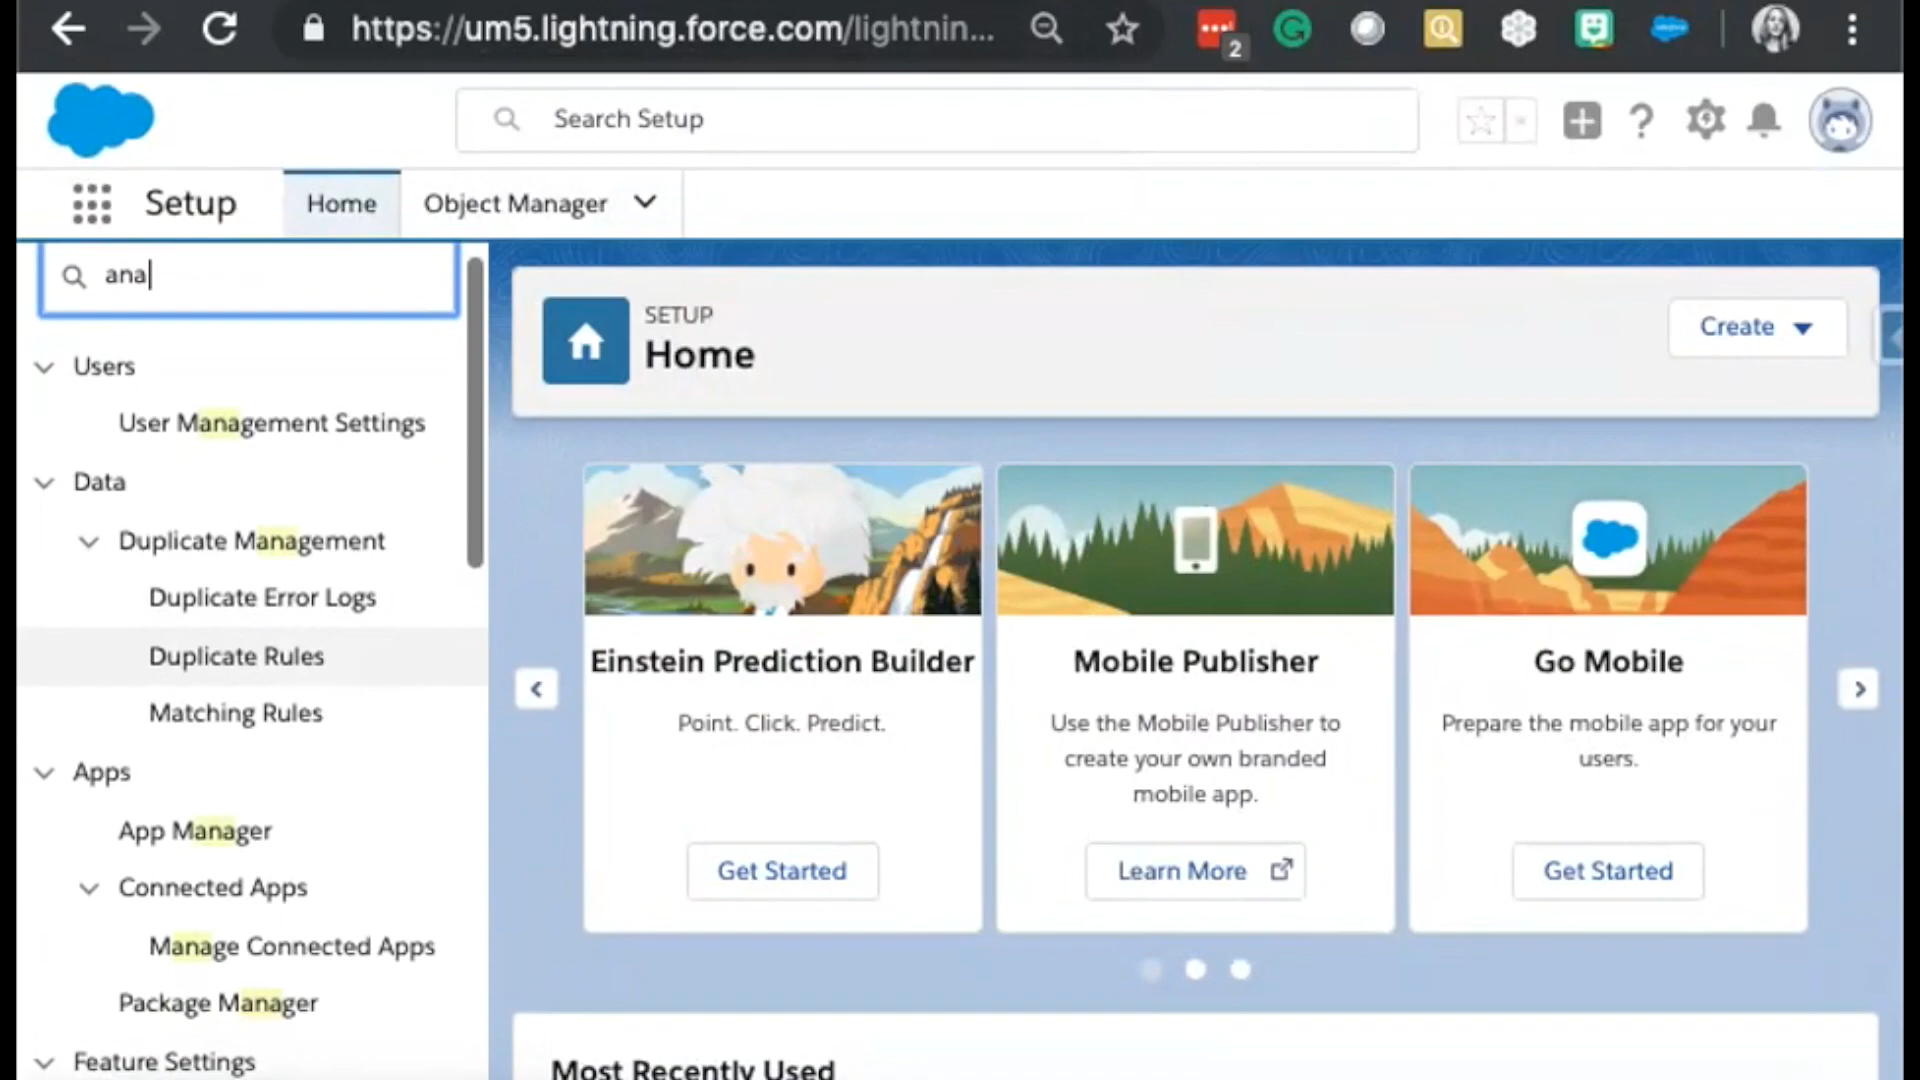 https://um5.lightning.force.com/lightnin...
2
Search Setup
Setup
Home
Object Manager
ana
Users
User Management Settings
Data
Duplicate Management
Duplicate Error Logs
Duplicate Rules
Matching Rules
Apps
App Manager
Connected Apps
Manage Connected Apps
Package Manager
Feature Settings
SETUP
Home
Create
Einstein Prediction Builder
Point. Click. Predict.
Get Started
Mobile Publisher
Use the Mobile Publisher to
create your own branded
mobile app.
Learn More
Go Mobile
Prepare the mobile app for your
users.
Get Started
Most Recently Used